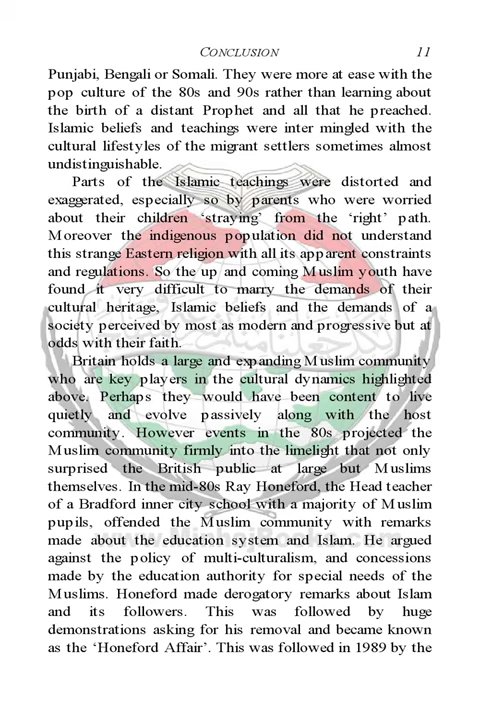 CONCLUSION 11
Punjabi, Bengali or Somali. They were more at ease with the
pop culture of the 80s and 90s rather than learning about
the birth of a distant Prophet and all that he preached.
Islamic beliefs and teachings were inter mingled with the
cultural lifestyles of the migrant settlers sometimes almost
undistinguishable.
Parts of the Islamic teachings were distorted and
exaggerated, especially so by parents who were worried
about their children ‘straying’ from the ‘right’ path.
Moreover the indigenous population did not understand
this strange Eastern religion with all its apparent constraints
and regulations. So the up and coming Muslim youth have
found it very difficult to marry the demands of their
cultural heritage, Islamic beliefs and the demands of a
society perceived by most as modern and progressive but at
odds with their faith.
Britain holds a large and expanding Muslim community
who are key players in the cultural dynamics highlighted
above. Perhaps they would have been content to live
quietly and evolve passively along with the host
community. However events in the 80s projected the
Muslim community firmly into the limelight that not only
surprised the British public at large but Muslims
themselves. In the mid-80s Ray Honeford, the Head teacher
of a Bradford inner city school with a majority of Muslim
pupils, offended the Muslim community with remarks
made about the education system and Islam. He argued
against the policy of multi-culturalism, and concessions
made by the education authority for special needs of the
Muslims. Honeford made derogatory remarks about Islam
and its followers. This was followed by huge
demonstrations asking for his removal and became known
as the ‘Honeford Affair’. This was followed in 1989 by the